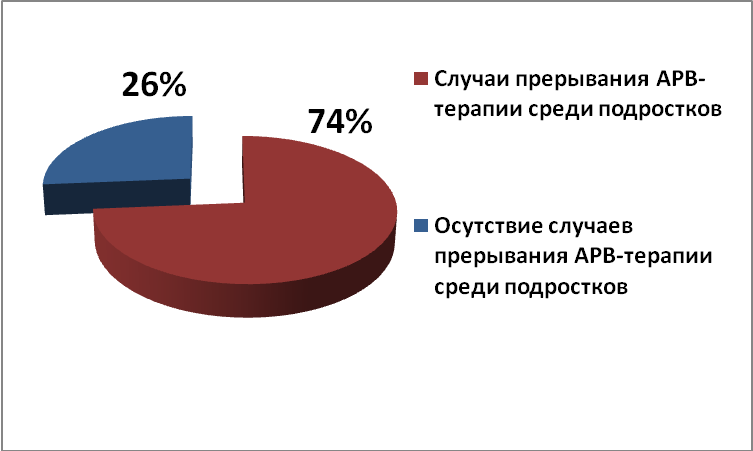 26%
74%
Случаи прерывания АРВ-
терапии среди подростков
Осутствие случаев
прерывания АРВ-терапии
среди подростков